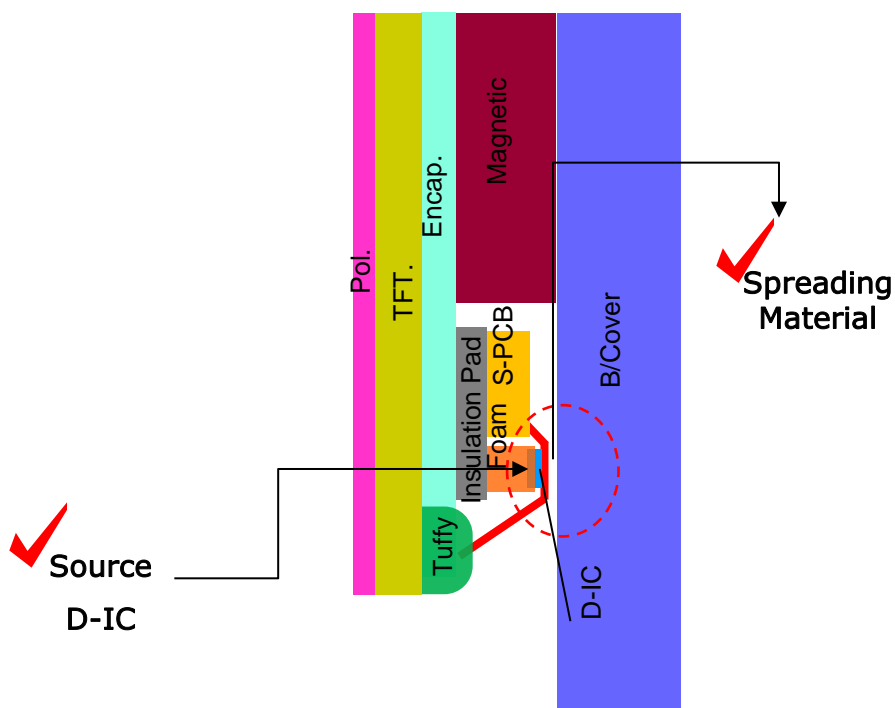 Pol.
TFT.
Encap.
Magnetic
S-PCB
Insulation Pad
Foam
Tuffy
B/Cover
D-IC
Spreading
Material
Source
D-IC